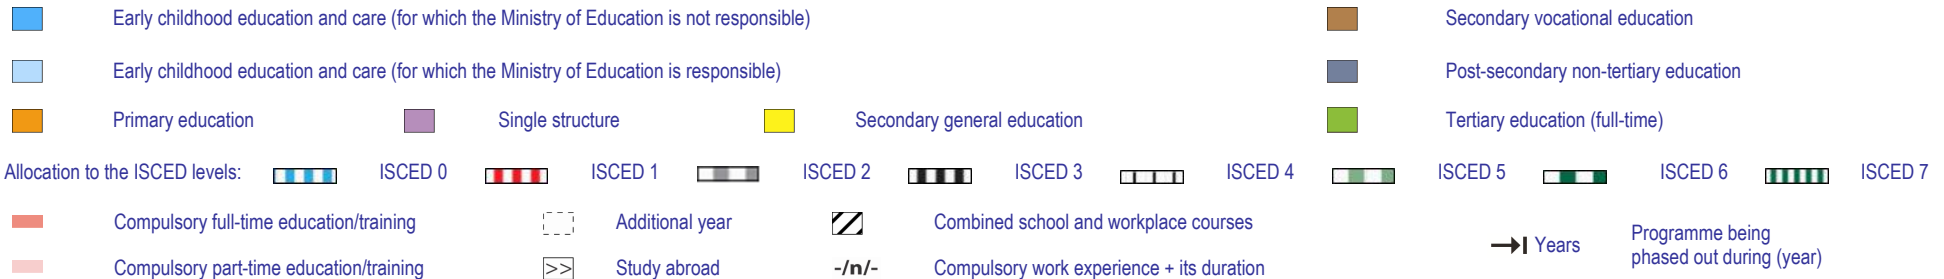 Early childhood education and care (for which the Ministry of Education is not responsible) Secondary vocational education
Early childhood education and care (for which the Ministry of Education is responsible) Post-secondary non-tertiary education
Primary education Single structure Secondary general education Tertiary education (full-time)
Allocation to the ISCED levels: ISCED 0 ISCED 1 ISCED 2 ISCED 3 ISCED 4 ISCED 5 ISCED 6 ISCED 7
Compulsory full-time education/training Additional year Combined school and workplace courses
Years Programme being
phased out during (year)
Compulsory part-time education/training >> Study abroad -/n/- Compulsory work experience + its duration